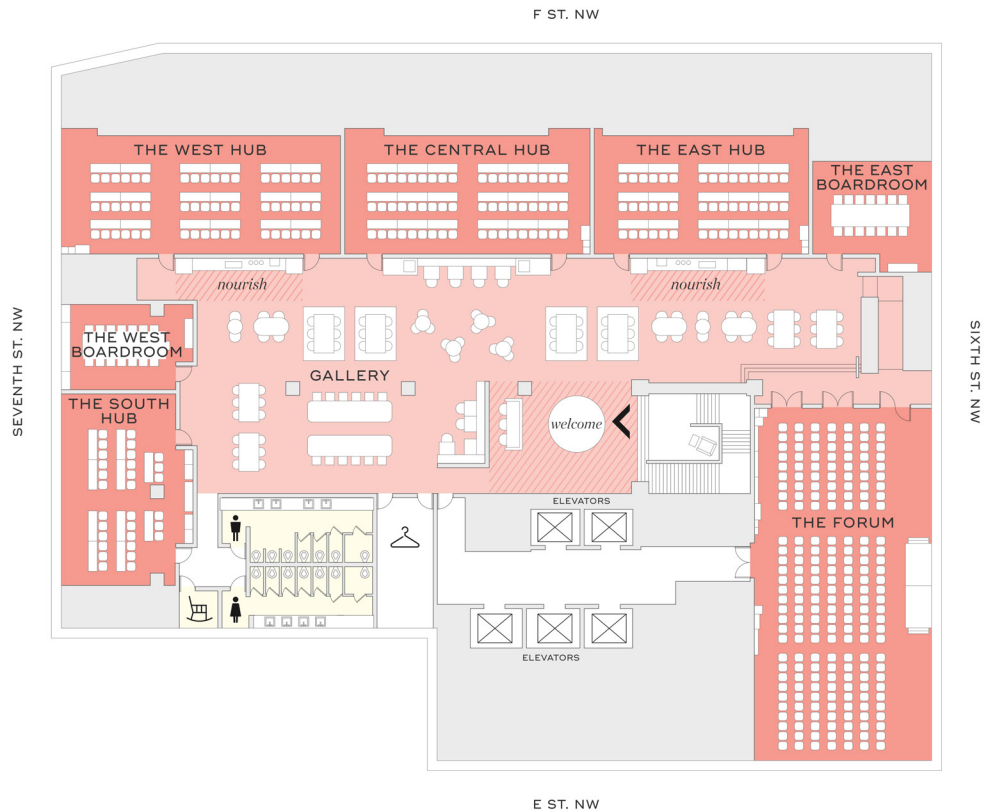 F ST. NW
THE WEST HUB
THE CENTRAL HUB
THE EAST HUB
THE EAST
BOARDROOM
nourish
nourish
SEVENTH ST. NW
THE WEST
BOARDROOM
SIXTH ST. NW
GALLERY
THE SOUTH
HUB
welcome
ELEVATORS
THE FORUM
ELEVATORS
E ST. NW